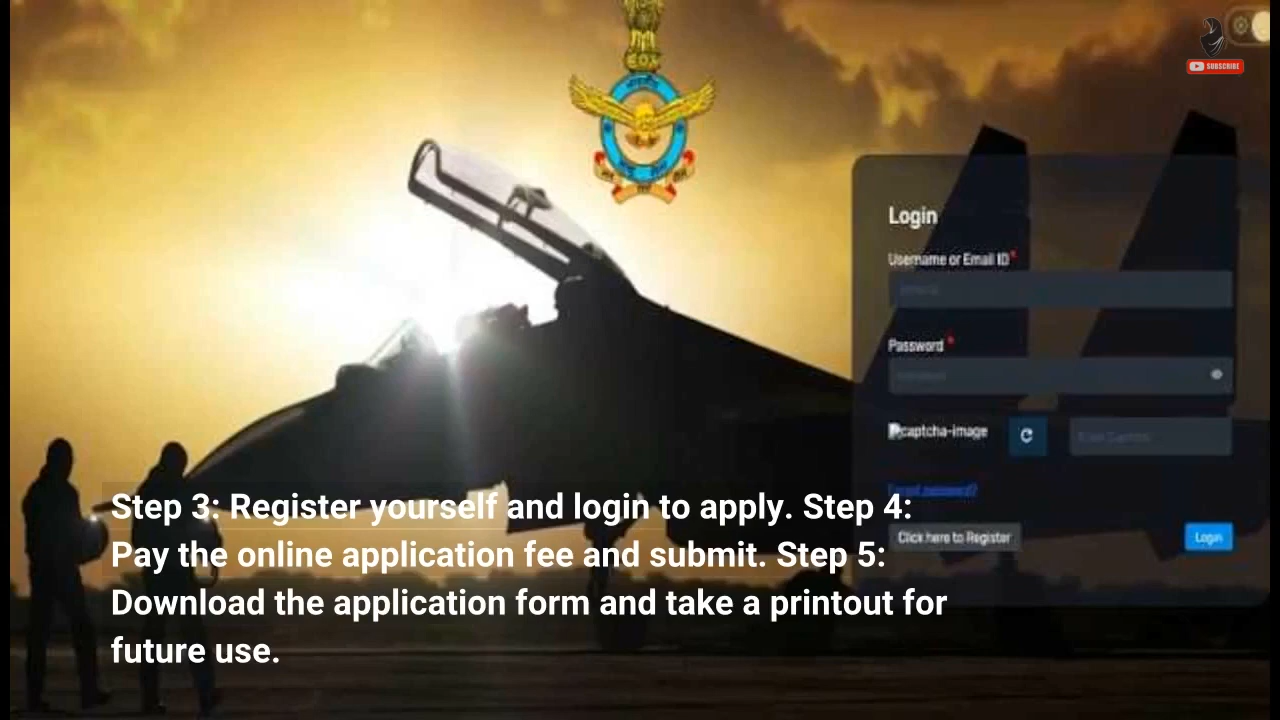 SUBSCRIBE
Login
Username or Email ID*
Password *
captcha-image
Forgot password?
Click here to Register
Login
Step 3: Register yourself and login to apply. Step 4:
Pay the online application fee and submit. Step 5:
Download the application form and take a printout for
future use.